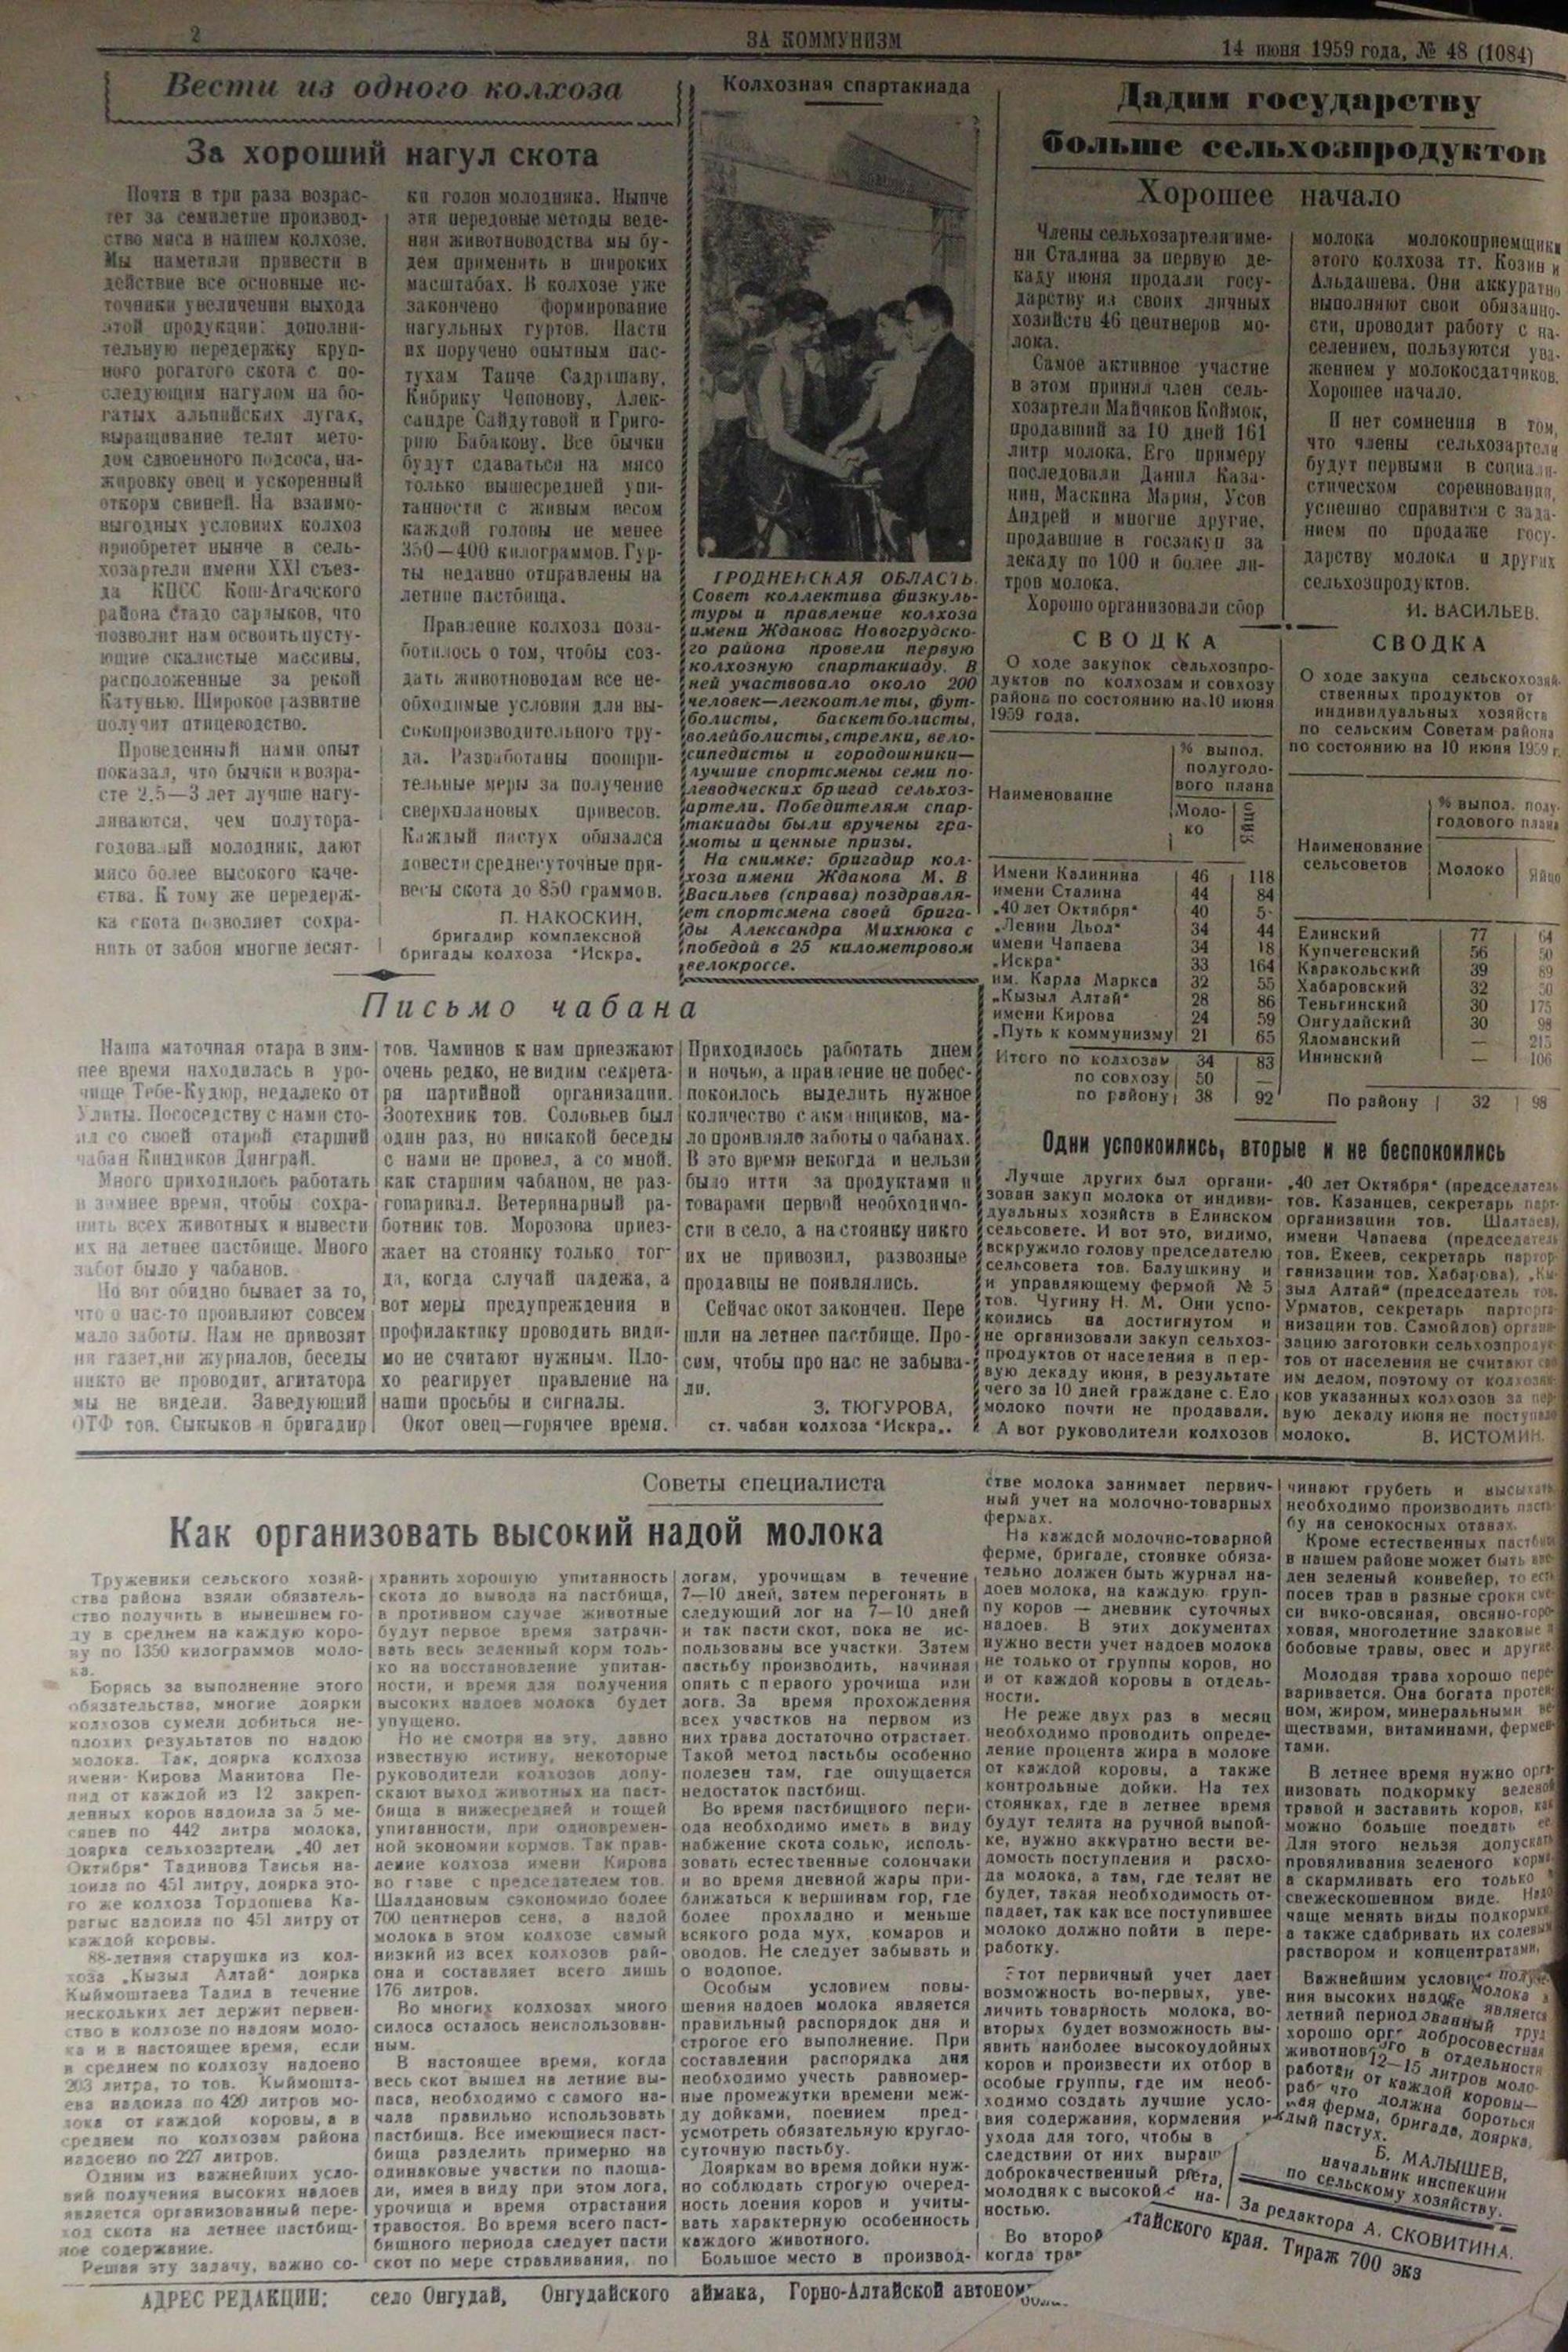 2
ЗА КОММУНИЗМ
14 июня 1959 года, № 48 (1084)
Вести из одного колхоза
За хороший нагул скота
Почти в три раза возрас-
тет за семилетие производ-
ство мяса в нашем колхозе.
Мы наметили привести в
действие все основные ис-
точники увеличения выхода
этой продукции: дополни-
тельную передержку круп-
ного рогатого скота с по-
следующим нагулом на бо-
гатых альпийских лугах,
выращивание телят мето-
дом сдвоенного подсоса, на-
жировку овец и ускоренный
откорм свиней. На взаимо-
выгодных условиях колхоз
приобретет нынче в сель-
хозартели имени XXI съез-
да КПСС Кош-Агачского
района стадо сарлыков, что
позволит нам освоить пусту-
ющие скалистые массивы,
расположенные за рекой
Катунью. Широкое развитие
получит птицеводство.
Проведенный нами опыт
показал, что бычки и возра-
сте 2,5—3 лет лучше нагу-
ливаются, чем полутора-
годовалый молодняк, дают
мясо более высокого каче-
ства. К тому же передерж-
ка скота позволяет сохра-
нить от забоя многие десят-
ки голов молодняка. Нынче
эти передовые методы веде-
ния животноводства мы бу-
дем применять в широких
масштабах. В колхозе уже
закончено формирование
нагульных гуртов. Пасти
их поручено опытным пас-
тухам Танче Садрашаву,
Кибрику Чепонову, Алек-
сандре Сайдутовой и Григо-
рию Бабакову. Все бычки
будут сдаваться на мясо
только вышесредней упи-
танности с живым весом
каждой головы не менее
350—400 килограммов. Гур-
ты недавно отправлены на
летние пастбища.
Правление колхоза поза-
ботилось о том, чтобы соз-
дать животноводам все не-
обходимые условия для вы-
сокопроизводительного тру-
да. Разработаны поощри-
тельные меры за получение
сверхплановых привесов.
Каждый пастух обязался
довести среднесуточные при-
весы скота до 850 граммов.
П. НАКОСКИН,
бригадир комплексной
бригады колхоза "Искра„
Колхозная спартакиада
ГРОДНЕНСКАЯ ОБЛАСТЬ.
Совет коллектива физкуль-
туры и правление колхоза
имени Жданова Новогрудско-
го района провели первую
колхозную спартакиаду. В
ней участвовало около 200
человек—легкоатлеты, фут-
болисты, баскетболисты,
волейболисты, стрелки, вело-
сипедисты и городошники—
лучшие спортсмены семи по-
леводческих бригад сельхоз-
артели. Победителям спар-
такиады были вручены гра-
моты и ценные призы.
На снимке: бригадир кол-
хоза имени Жданова М. В
Васильев (справа) поздравля-
ет спортсмена своей брига-
ды Александра Михнюка с
победой в 25 километровом
велокроссе.
Письмо чабана
Наша маточная отара в зим-
нее время находилась в уро-
чище Тебе-Кудюр, недалеко от
Улиты. По соседству с нами сто-
ял со своей отарой старший
чабан Киндиков Динграй.
Много приходилось работать
в зимнее время, чтобы сохра-
нить всех животных и вывести
их на летнее пастбище. Много
забот было у чабанов.
Но вот обидно бывает за то,
что о нас-то проявляют совсем
мало заботы. Нам не привозят
ни газет, ни журналов, беседы
никто не проводит, агитатора
мы не видели. Заведующий
ОТФ тов. Сыкыков и бригадир
тов. Чаминов к нам приезжают
очень редко, не видим секрета-
ря партийной организации.
Зоотехник тов. Соловьев был
один раз, но никакой беседы
с нами не провел, а со мной,
как старшим чабаном, не раз-
говаривал. Ветеринарный ра-
ботник тов. Морозова приез-
жает на стоянку только тог-
да, когда случай падежа, а
вот меры предупреждения и
профилактику проводить види-
мо не считают нужным. Пло-
хо реагирует правление на
наши просьбы и сигналы.
Окот овец—горячее время.
Приходилось работать днем
и ночью, а правление не побес-
покоилось выделить нужное
количество сакманщиков, ма-
ло проявляло заботы о чабанах.
В это время некогда и нельзя
было итти за продуктами и
товарами первой необходимо-
сти в село, а на стоянку никто
их не привозил, развозные
продавцы не появлялись.
Сейчас окот закончен. Пере
шли на летнее пастбище. Про-
сим, чтобы про нас не забыва-
ли.
З. ТЮГУРОВА,
ст. чабан колхоза "Искра„.
Дадим государству
больше сельхозпродуктов
Хорошее начало
Члены сельхозартели име-
ни Сталина за первую де-
каду июня продали госу-
дарству из своих личных
хозяйств 46 центнеров мо-
лока.
Самое активное участие
в этом принял член сель-
хозартели Майчиков Коймок,
продавший за 10 дней 161
литр молока. Его примеру
последовали Данил Каза-
нин, Маскина Мария, Усов
Андрей и многие другие,
продавшие в госзакуп за
декаду по 100 и более ли-
тров молока.
Хорошо организовали сбор
молока молокоприемщики
этого колхоза тт. Козин и
Альдашева. Они аккуратно
выполняют свои обязанно-
сти, проводят работу с на-
селением, пользуются ува-
жением у молокосдатчиков.
Хорошее начало.
И нет сомнения в том,
что члены сельхозартели
будут первыми в социали-
стическом соревновании,
успешно справятся с зада-
нием по продаже госу-
дарству молока и других
сельхозпродуктов.
И. ВАСИЛЬЕВ.
СВОДКА
О ходе закупок сельхозпро-
дуктов по колхозам и совхозу
района по состоянию на 10 июня
1959 года.
Наименование
% выпол.
полугодо-
вого плана
Моло-
ко
Яйцо
Имени Калинина 46 118
имени Сталина 44 84
„40 лет Октября" 40 5
„Ленин Дьол" 34 44
имени Чапаева 34 18
„Искра" 33 164
им. Карла Маркса 32 55
„Кызыл Алтай" 28 86
имени Кирова 24 59
„Путь к коммунизму 21 65
Итого по колхозам 34 83
по совхозу 50 —
по району 38 92
СВОДКА
О ходе закупа сельскохозяй-
ственных продуктов от
индивидуальных хозяйств
по сельским Советам района
по состоянию на 10 июня 1959 г.
Наименование
сельсоветов
% выпол. полу-
годового плана
Молоко
Яйцо
Елинский 77 64
Купчегенский 56 50
Каракольский 39 89
Хабаровский 32 50
Теньгинский 30 175
Онгудайский 30 98
Яломанский — 215
Ининский — 106
По району 32 98
Одни успокоились, вторые и не беспокоились
Лучше других был органи-
зован закуп молока от индиви-
дуальных хозяйств в Елинском
сельсовете. И вот это, видимо,
вскружило голову председателю
сельсовета тов. Балушкину и
и управляющему фермой № 5
тов. Чугину Н. М. Они успо-
коились на достигнутом и
не организовали закуп сельхоз-
продуктов от населения в пер-
вую декаду июня, в результате
чего за 10 дней граждане с. Ело
молоко почти не продавали.
А вот руководители колхозов
„40 лет Октября" (председатель
тов. Казанцев, секретарь парт-
организации тов. Шалтаев),
имени Чапаева (председатель
тов. Екеев, секретарь партор-
ганизации тов. Хабарова), „Кы-
зыл Алтай" (председатель тов.
Урматов, секретарь парторга-
низации тов. Самойлов) органи-
зацию заготовки сельхозпродук-
тов от населения не считают сво
им делом, поэтому от колхозни-
ков указанных колхозов за пер-
вую декаду июня не поступало
молоко.
В. ИСТОМИН.
Советы специалиста
Как организовать высокий надой молока
Труженики сельского хозяй-
ства района взяли обязатель-
ство получить в нынешнем го-
ду в среднем на каждую коро-
ву по 1350 килограммов моло-
ка.
Борясь за выполнение этого
обязательства, многие доярки
колхозов сумели добиться не-
плохих результатов по надою
молока. Так, доярка колхоза
имени Кирова Манитова Пе-
пид от каждой из 12 закреп-
ленных коров надоила за 5 ме-
сяцев по 442 литра молока,
доярка сельхозартели „40 лет
Октября" Тадинова Таисья на-
доила по 451 литру, доярка это-
го же колхоза Тордошева Ка-
рагыс надоила по 451 литру от
каждой коровы.
88-летняя старушка из кол-
хоза „Кызыл Алтай" доярка
Кыймоштаева Тадил в течение
нескольких лет держит первен-
ство в колхозе по надоям моло-
ка и в настоящее время, если
в среднем по колхозу надоено
203 литра, то тов. Кыймошта-
ева надоила по 420 литров мо-
лока от каждой коровы, а в
среднем по колхозам района
надоено по 227 литров.
Одним из важнейших усло-
вий получения высоких надоев
является организованный пере-
ход скота на летнее пастбищ-
ное содержание.
Решая эту задачу, важно со-
хранить хорошую упитанность
скота до вывода на пастбища,
в противном случае животные
будут первое время затрачи-
вать весь зеленный корм толь-
ко на восстановление упитан-
ности, и время для получения
высоких надоев молока будет
упущено.
Но не смотря на эту, давно
известную истину, некоторые
руководители колхозов допу-
скают выход животных на паст-
бища в нижесредней и тощей
упитанности, при одновремен-
ной экономии кормов. Так прав-
ление колхоза имени Кирова
во главе с председателем тов.
Шалдановым сэкономило более
700 центнеров сена, а надой
молока в этом колхозе самый
низкий из всех колхозов рай-
она и составляет всего лишь
176 литров.
Во многих колхозах много
силоса осталось неиспользован-
ным.
В настоящее время, когда
весь скот вышел на летние вы-
паса, необходимо с самого на-
чала правильно использовать
пастбища. Все имеющиеся паст-
бища разделить примерно на
одинаковые участки по площа-
ди, имея в виду при этом лога,
урочища и время отрастания
травостоя. Во время всего паст-
бищного периода следует пасти
скот по мере стравливания, по
логам, урочищам в течение
7—10 дней, затем перегонять в
следующий лог на 7—10 дней
и так пасти скот, пока не ис-
пользованы все участки. Затем
пастьбу производить, начиная
опять с первого урочища или
лога. За время прохождения
всех участков на первом из
них трава достаточно отрастает.
Такой метод пастьбы особенно
полезен там, где ощущается
недостаток пастбищ.
Во время пастбищного пери-
ода необходимо иметь в виду
набжение скота солью, исполь-
зовать естественные солончаки
и во время дневной жары при-
ближаться к вершинам гор, где
более прохладно и меньше
всякого рода мух, комаров и
оводов. Не следует забывать и
о водопое.
Особым условием повы-
шения надоев молока является
правильный распорядок дня и
строгое его выполнение. При
составлении распорядка дня
необходимо учесть равномер-
ные промежутки времени меж-
ду дойками, поением пред-
усмотреть обязательную кругло-
суточную пастьбу.
Дояркам во время дойки нуж-
но соблюдать строгую очеред-
ность доения коров и учиты-
вать характерную особенность
каждого животного.
Большое место в производ-
стве молока занимает первич-
ный учет на молочно-товарных
фермах.
На каждой молочно-товарной
ферме, бригаде, стоянке обяза-
тельно должен быть журнал на-
доев молока, на каждую груп-
пу коров — дневник суточных
надоев. В этих документах
нужно вести учет надоев молока
не только от группы коров, но
и от каждой коровы в отдель-
ности.
Не реже двух раз в месяц
необходимо проводить опреде-
ление процента жира в молоке
от каждой коровы, а также
контрольные дойки. На тех
стоянках, где в летнее время
будут телята на ручной выпой-
ке, нужно аккуратно вести ве-
домость поступления и расхо-
да молока, а там, где телят не
будет, такая необходимость от-
падает, так как все поступившее
молоко должно пойти в пере-
работку.
Этот первичный учет дает
возможность во-первых, уве-
личить товарность молока, во-
вторых будет возможность вы-
явить наиболее высокоудойных
коров и произвести их отбор в
особые группы, где им необ-
ходимо создать лучшие усло-
вия содержания, кормления и
ухода для того, чтобы в
следствии от них выраш
доброкачественный
молодняк с высокой
ностью.
Во второй
когда тра
чинают грубеть и высыхать
необходимо производить пасть-
бу на сенокосных отавах.
Кроме естественных пастбищ
в нашем районе может быть вве-
ден зеленый конвейер, то есть
посев трав в разные сроки сме-
си вико-овсяная, овсяно-горо-
ховая, многолетние злаковые и
бобовые травы, овес и другие.
Молодая трава хорошо пере-
варивается. Она богата протеи-
ном, жиром, минеральными ве-
ществами, витаминами, фермен-
тами.
В летнее время нужно орга-
низовать подкормку зеленой
травой и заставить коров, как
можно больше поедать ее.
Для этого нельзя допускать
провяливания зеленого корма
а скармливать его только в
свежескошенном виде. Надо
чаще менять виды подкормки,
а также сдабривать их солевым
раствором и концентратами.
Важнейшим услови полу-
ния высоких надое молока в
летний период является
хорошо орг ованный труд
животнов добросовестная
работа го в отдельности
раб 12—15 литров моло-
от каждой коровы—
что должна бороться
ая ферма, бригада, доярка,
лый пастух.
Б. МАЛЫШЕВ,
начальник инспекции
по сельскому хозяйству.
За редактора А. СКОВИТИНА.
АДРЕС РЕДАКЦИИ: село Онгудай, Онгудайского аймака, Горно-Алтайской автоном
тайского края. Тираж 700 экз